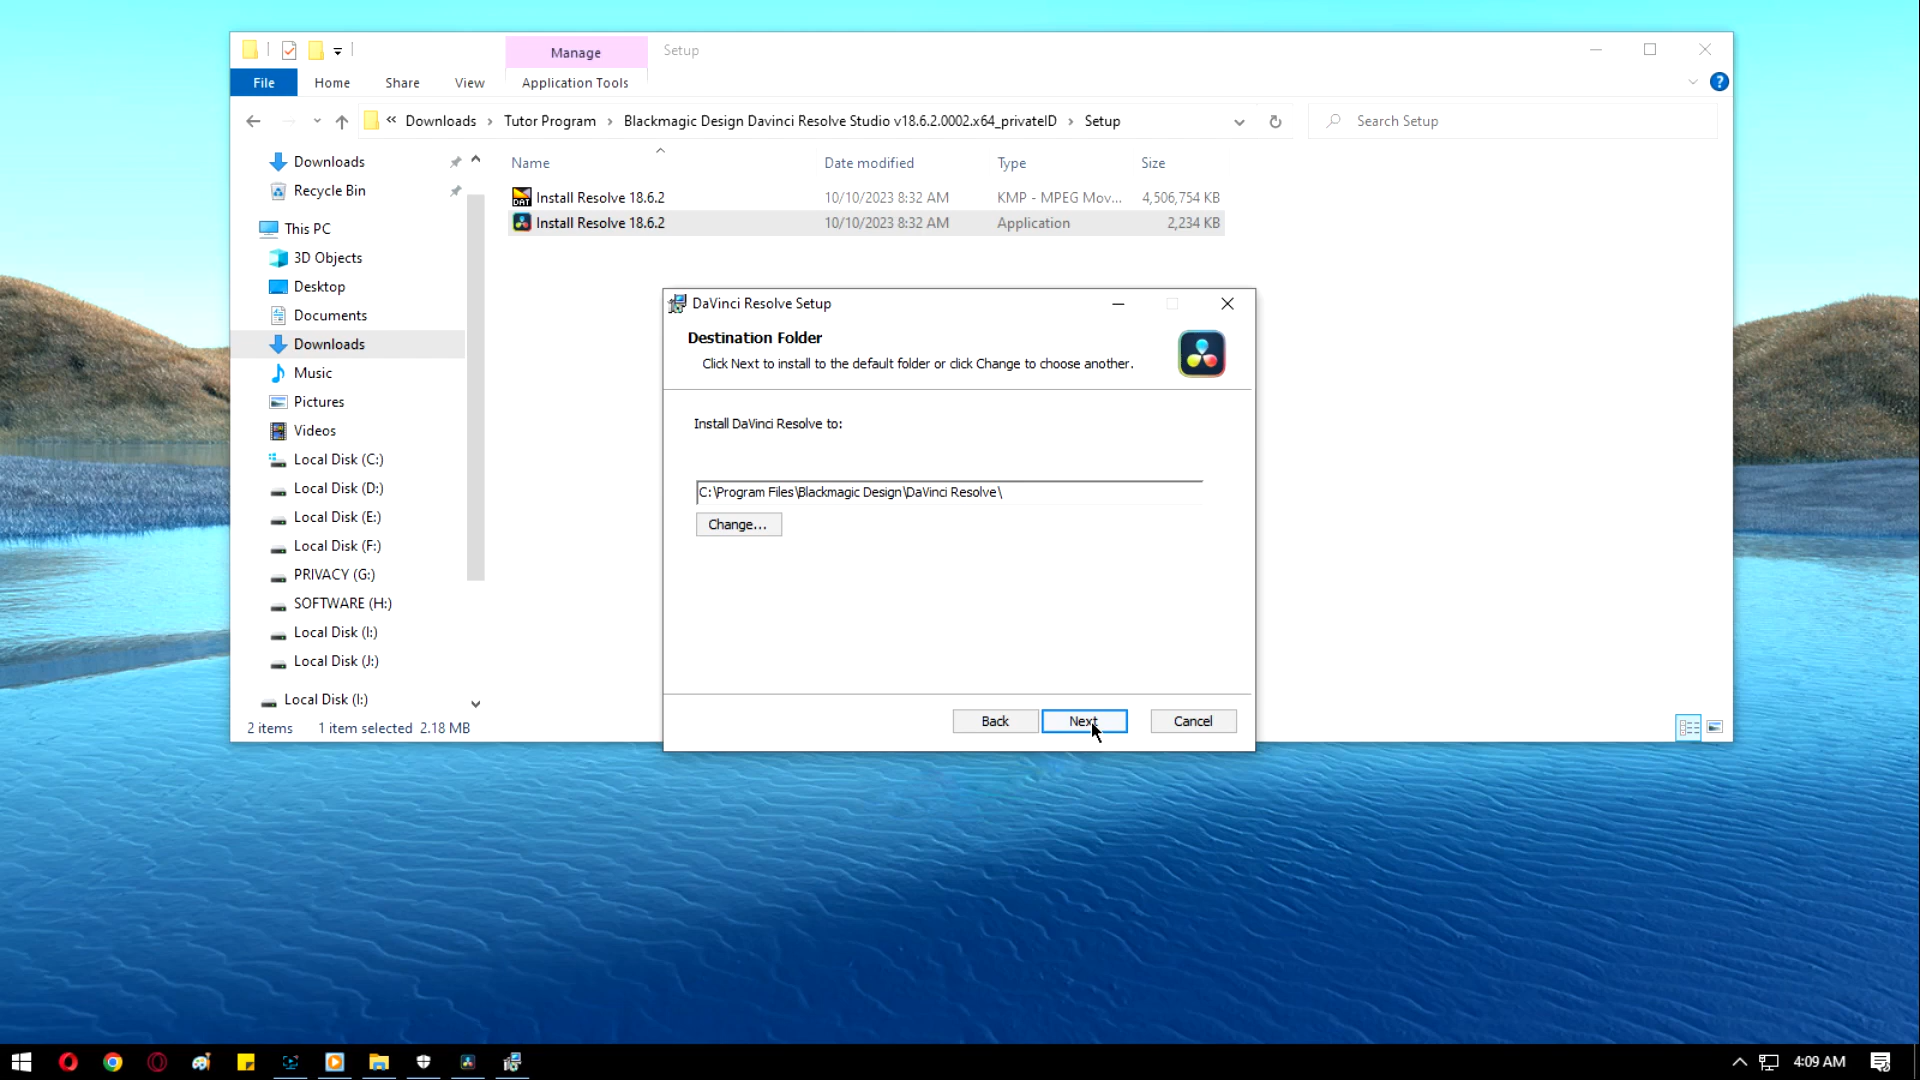 Manage
Setup
File
Home
Share
View
Application Tools
« Downloads › Tutor Program › Blackmagic Design Davinci Resolve Studio v18.6.2.0002.x64_privateID › Setup
Search Setup
Downloads
Recycle Bin
This PC
3D Objects
Desktop
Documents
Downloads
Music
Pictures
Videos
Local Disk (C:)
Local Disk (D:)
Local Disk (E:)
Local Disk (F:)
PRIVACY (G:)
SOFTWARE (H:)
Local Disk (I:)
Local Disk (J:)
Local Disk (I:)
Name Date modified Type Size
DAT Install Resolve 18.6.2 10/10/2023 8:32 AM KMP - MPEG Mov... 4,506,754 KB
Install Resolve 18.6.2 10/10/2023 8:32 AM Application 2,234 KB
2 items 1 item selected 2.18 MB
DaVinci Resolve Setup
Destination Folder
Click Next to install to the default folder or click Change to choose another.
Install DaVinci Resolve to:
C:\Program Files\Blackmagic Design\DaVinci Resolve\
Change...
Back
Next
Cancel
4:09 AM